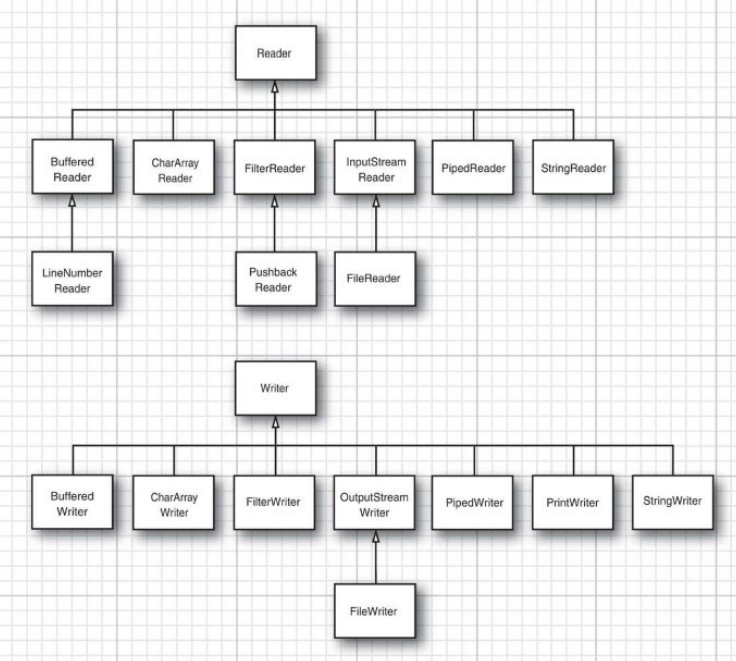 Reader
Buffered
Reader
CharArray
Reader
FilterReader
InputStream
Reader
PipedReader
StringReader
LineNumber
Reader
Pushback
Reader
FileReader
Writer
Buffered
Writer
CharArray
Writer
FilterWriter
OutputStream
Writer
PipedWriter
PrintWriter
StringWriter
FileWriter